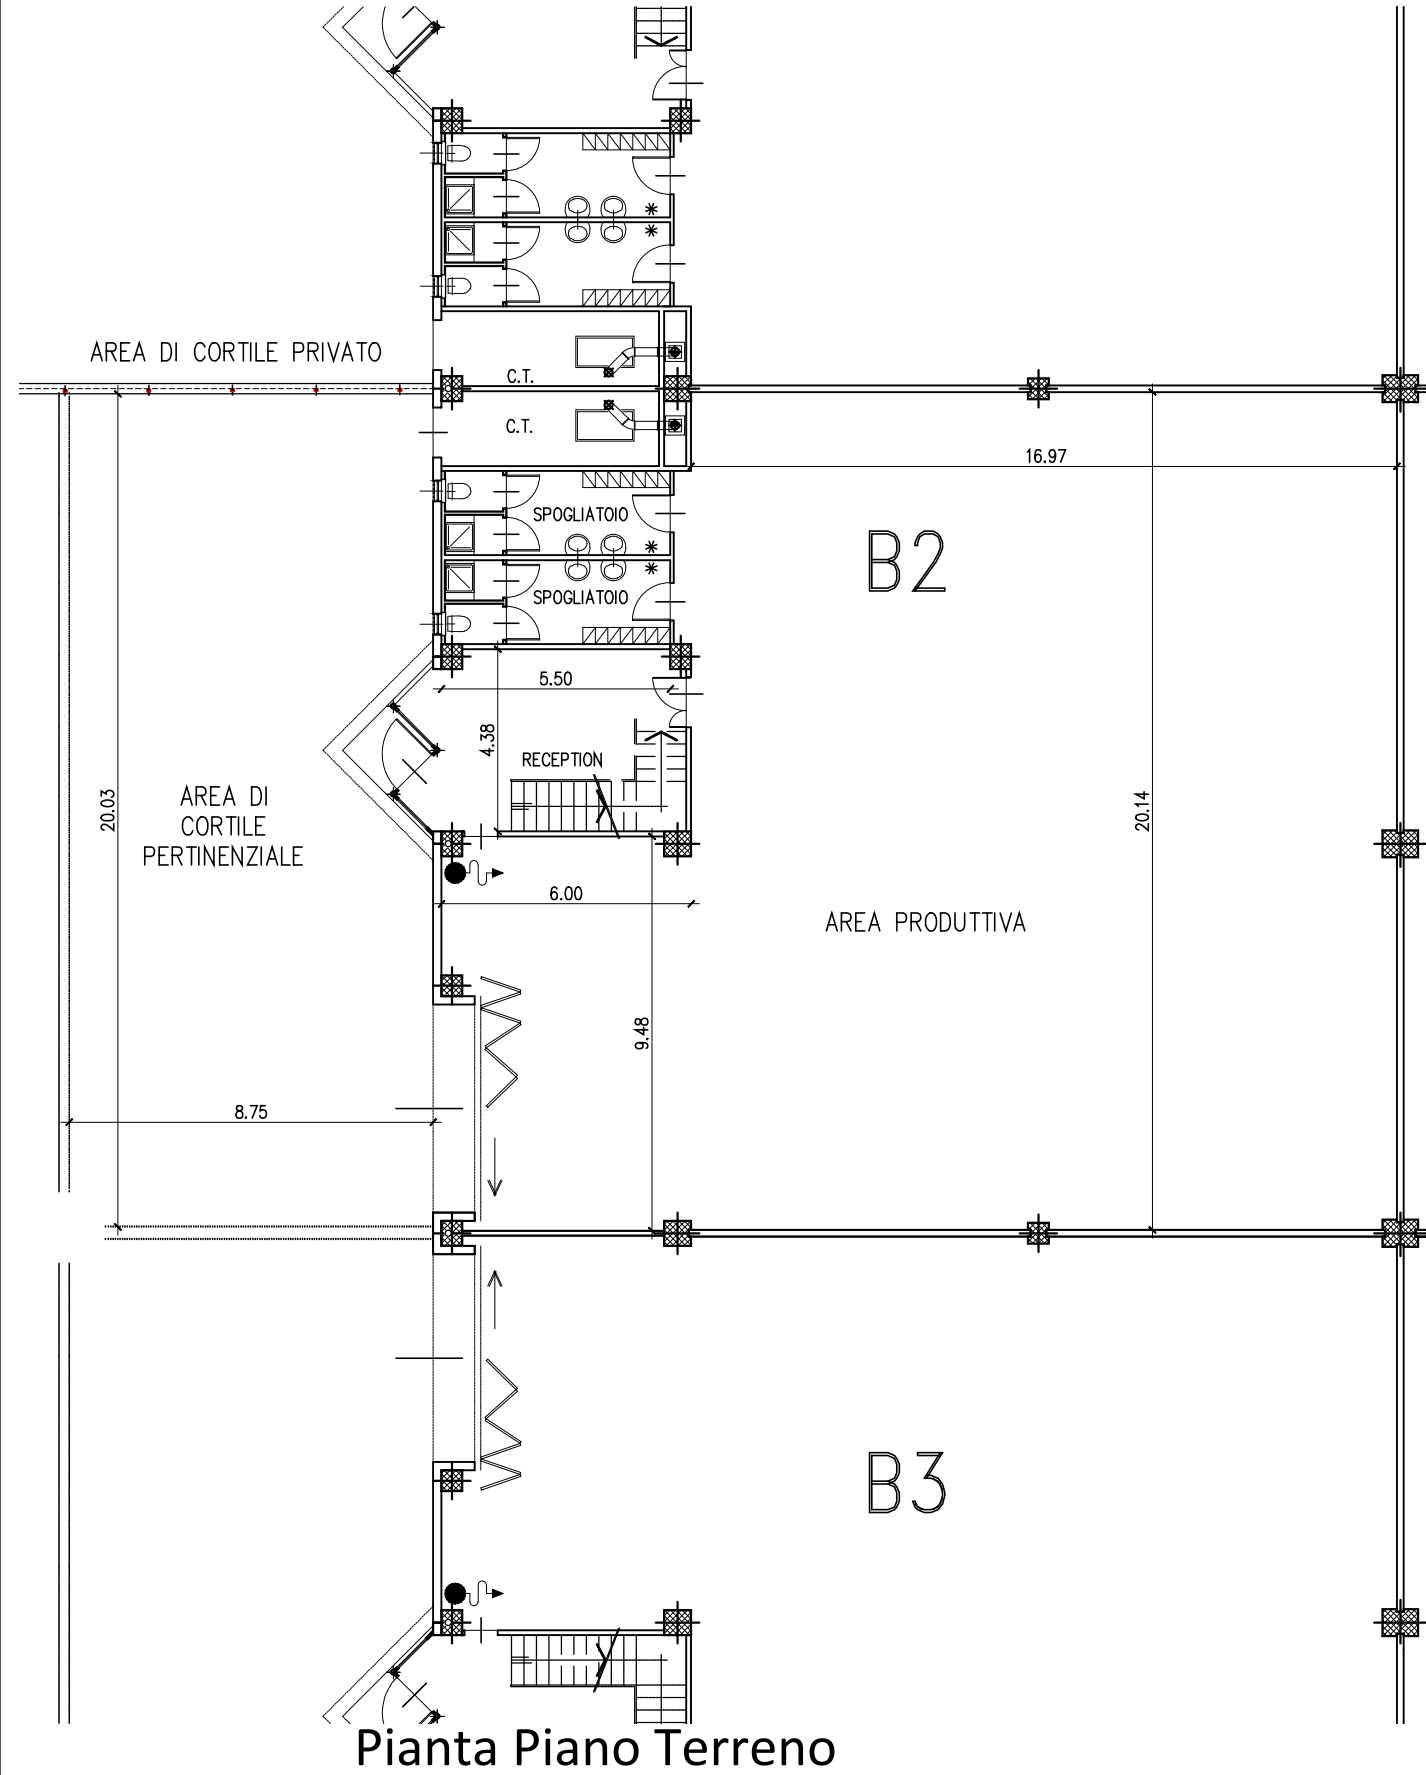 AREA DI CORTILE PRIVATO
C.T.
C.T.
16.97
SPOGLIATOIO
B2
SPOGLIATOIO
5.50
4.38
RECEPTION
20.03
AREA DI
CORTILE
PERTINENZIALE
20.14
6.00
AREA PRODUTTIVA
9.48
8.75
B3
Pianta Piano Terreno